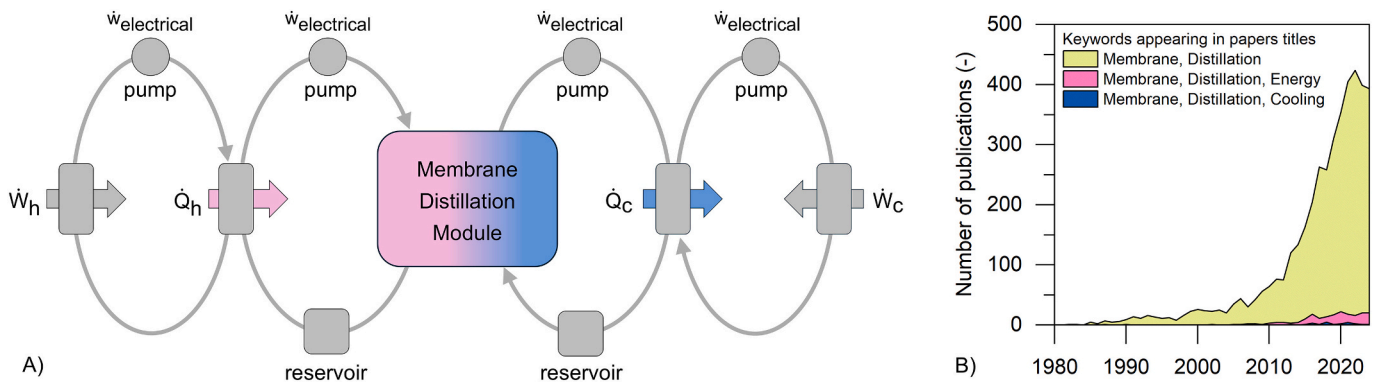 ẇelectrical
ẇelectrical
ẇelectrical
ẇelectrical
pump
pump
pump
pump
Ẇh
Q̇h
Membrane
Distillation
Module
Q̇c
Ẇc
reservoir
reservoir
A)
Number of publications (-)
500
400
300
200
100
0
Keywords appearing in papers titles
Membrane, Distillation
Membrane, Distillation, Energy
Membrane, Distillation, Cooling
1980
1990
2000
2010
2020
B)